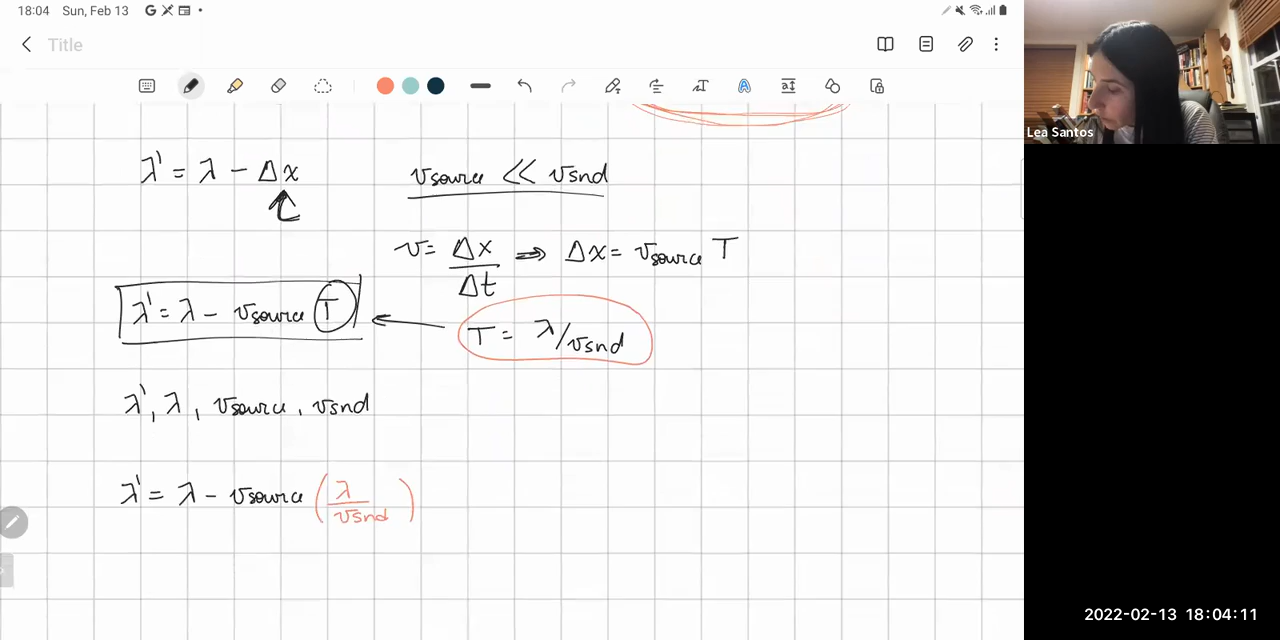 18:04 Sun, Feb 13 G
Title
Lea Santos
λ' = λ - Δx
vsource << vsnd
v = Δx/Δt ⇒ Δx = vsource T
λ' = λ - vsource T
T = λ/vsnd
λ', λ, vsource, vsnd
λ' = λ - vsource (λ/vsnd)
2022-02-13 18:04:11